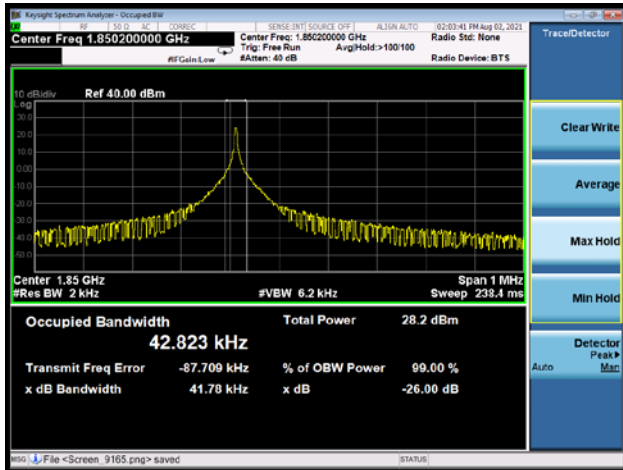 Keysight Spectrum Analyzer - Occupied BW
RF 50 Ω AC CORREC SENSE:INT SOURCE OFF ALIGN AUTO 02:03:41 PM Aug 02, 2021
Center Freq 1.850200000 GHz Center Freq: 1.850200000 GHz Radio Std: None
Trig: Free Run Avg|Hold:>100/100
#IFGain:Low #Atten: 40 dB Radio Device: BTS
Trace/Detector
10 dB/div Ref 40.00 dBm
Log
30.0
20.0
10.0
0.00
-10.0
-20.0
-30.0
-40.0
-50.0
Center 1.85 GHz Span 1 MHz
#Res BW 2 kHz #VBW 6.2 kHz Sweep 238.4 ms
Occupied Bandwidth Total Power 28.2 dBm
42.823 kHz
Transmit Freq Error -87.709 kHz % of OBW Power 99.00 %
x dB Bandwidth 41.78 kHz x dB -26.00 dB
Clear Write
Average
Max Hold
Min Hold
Detector
Peak▶
Auto Man
MSG File <Screen_9165.png> saved STATUS